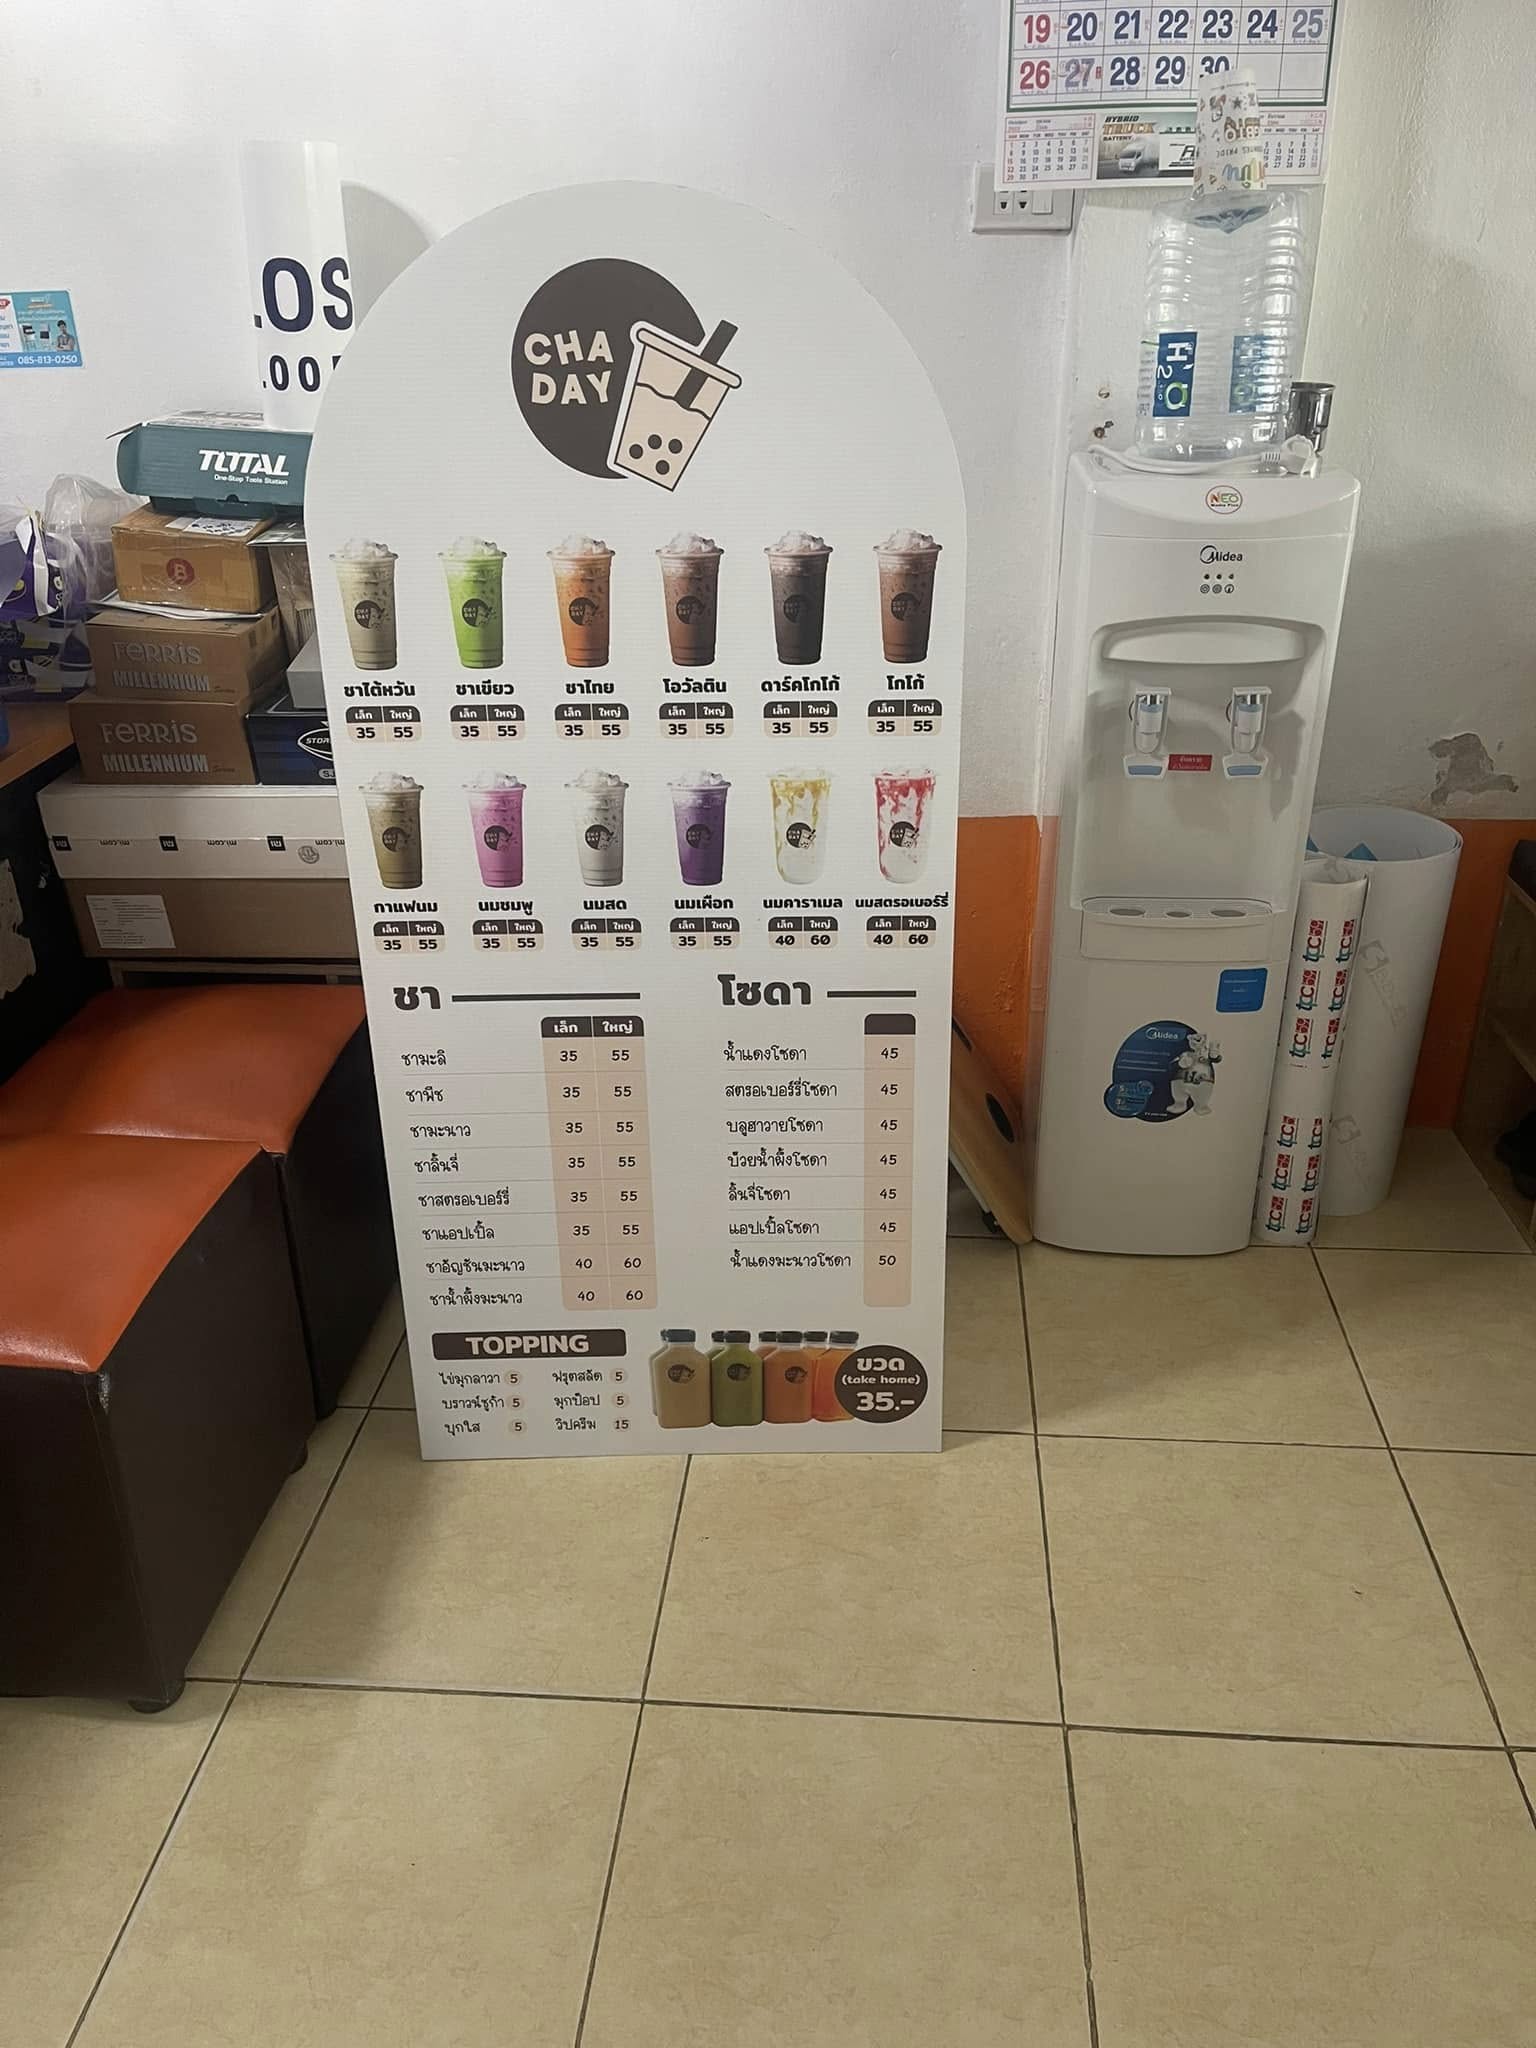 19 20 21 22 23 24 25
26 27 28 29 30
HYBRID
TRUCK
BATTERY
LOS
085-813-0250
TOTAL
One-Stop Tools Station
FERRIS
MILLENNIUM Series
FERRIS
MILLENNIUM Series
STOR
mi.com mi.com mi.com
CHA
DAY
ชาไต้หวัน ชาเขียว ชาไทย โอวัลติน ดาร์คโกโก้ โกโก้
เล็ก ใหญ่ เล็ก ใหญ่ เล็ก ใหญ่ เล็ก ใหญ่ เล็ก ใหญ่ เล็ก ใหญ่
35 55 35 55 35 55 35 55 35 55 35 55
กาแฟนม นมชมพู นมสด นมเผือก นมคาราเมล นมสตรอเบอร์รี่
เล็ก ใหญ่ เล็ก ใหญ่ เล็ก ใหญ่ เล็ก ใหญ่ เล็ก ใหญ่ เล็ก ใหญ่
35 55 35 55 35 55 35 55 40 60 40 60
ชา
เล็ก ใหญ่
ชามะลิ 35 55
ชาพีช 35 55
ชามะนาว 35 55
ชาลิ้นจี่ 35 55
ชาสตรอเบอร์รี่ 35 55
ชาแอปเปิ้ล 35 55
ชาอัญชันมะนาว 40 60
ชาน้ำผึ้งมะนาว 40 60
โซดา
น้ำแดงโซดา 45
สตรอเบอร์รี่โซดา 45
บลูฮาวายโซดา 45
บ๊วยน้ำผึ้งโซดา 45
ลิ้นจี่โซดา 45
แอปเปิ้ลโซดา 45
น้ำแดงมะนาวโซดา 50
TOPPING
ไข่มุกลาวา 5 ฟรุตสลัด 5
บราวน์ชูก้า 5 มุกป๊อป 5
บุกใส 5 วิปครีม 15
ขวด
(take home)
35.-
H2O
NEO
Midea
Midea